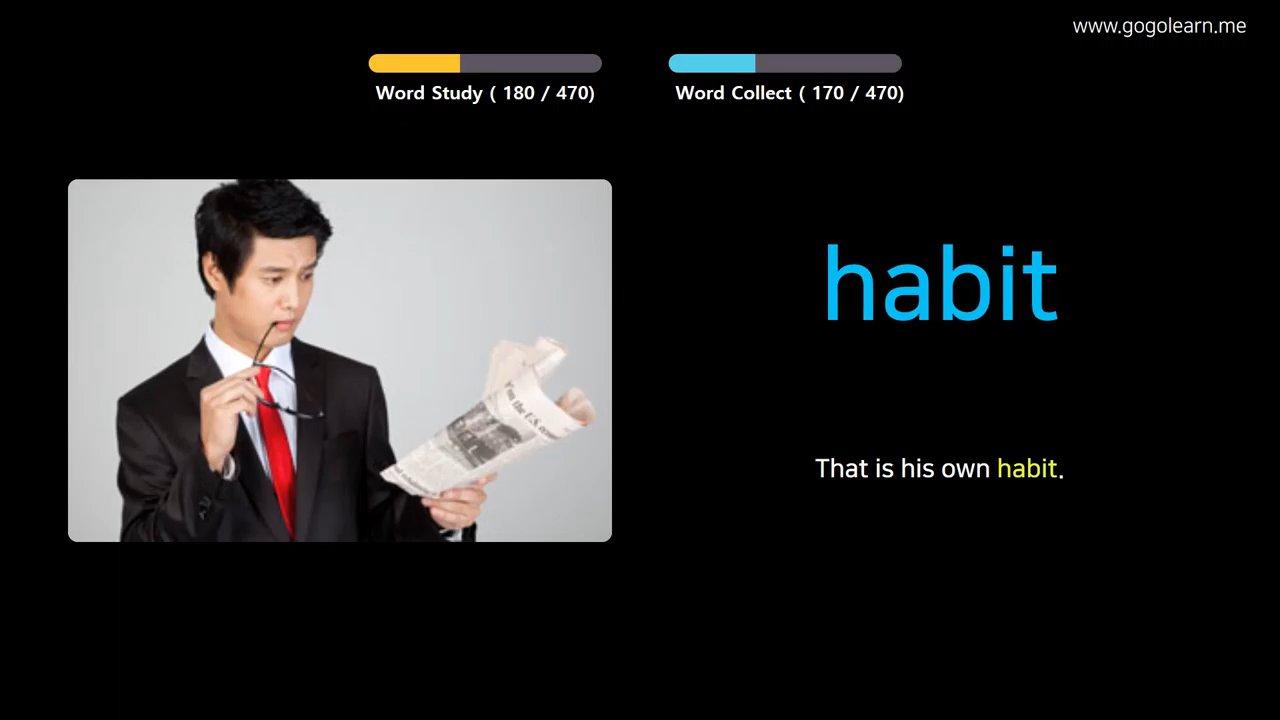 www.gogolearn.me
Word Study ( 180 / 470)
Word Collect ( 170 / 470)
habit
That is his own habit.